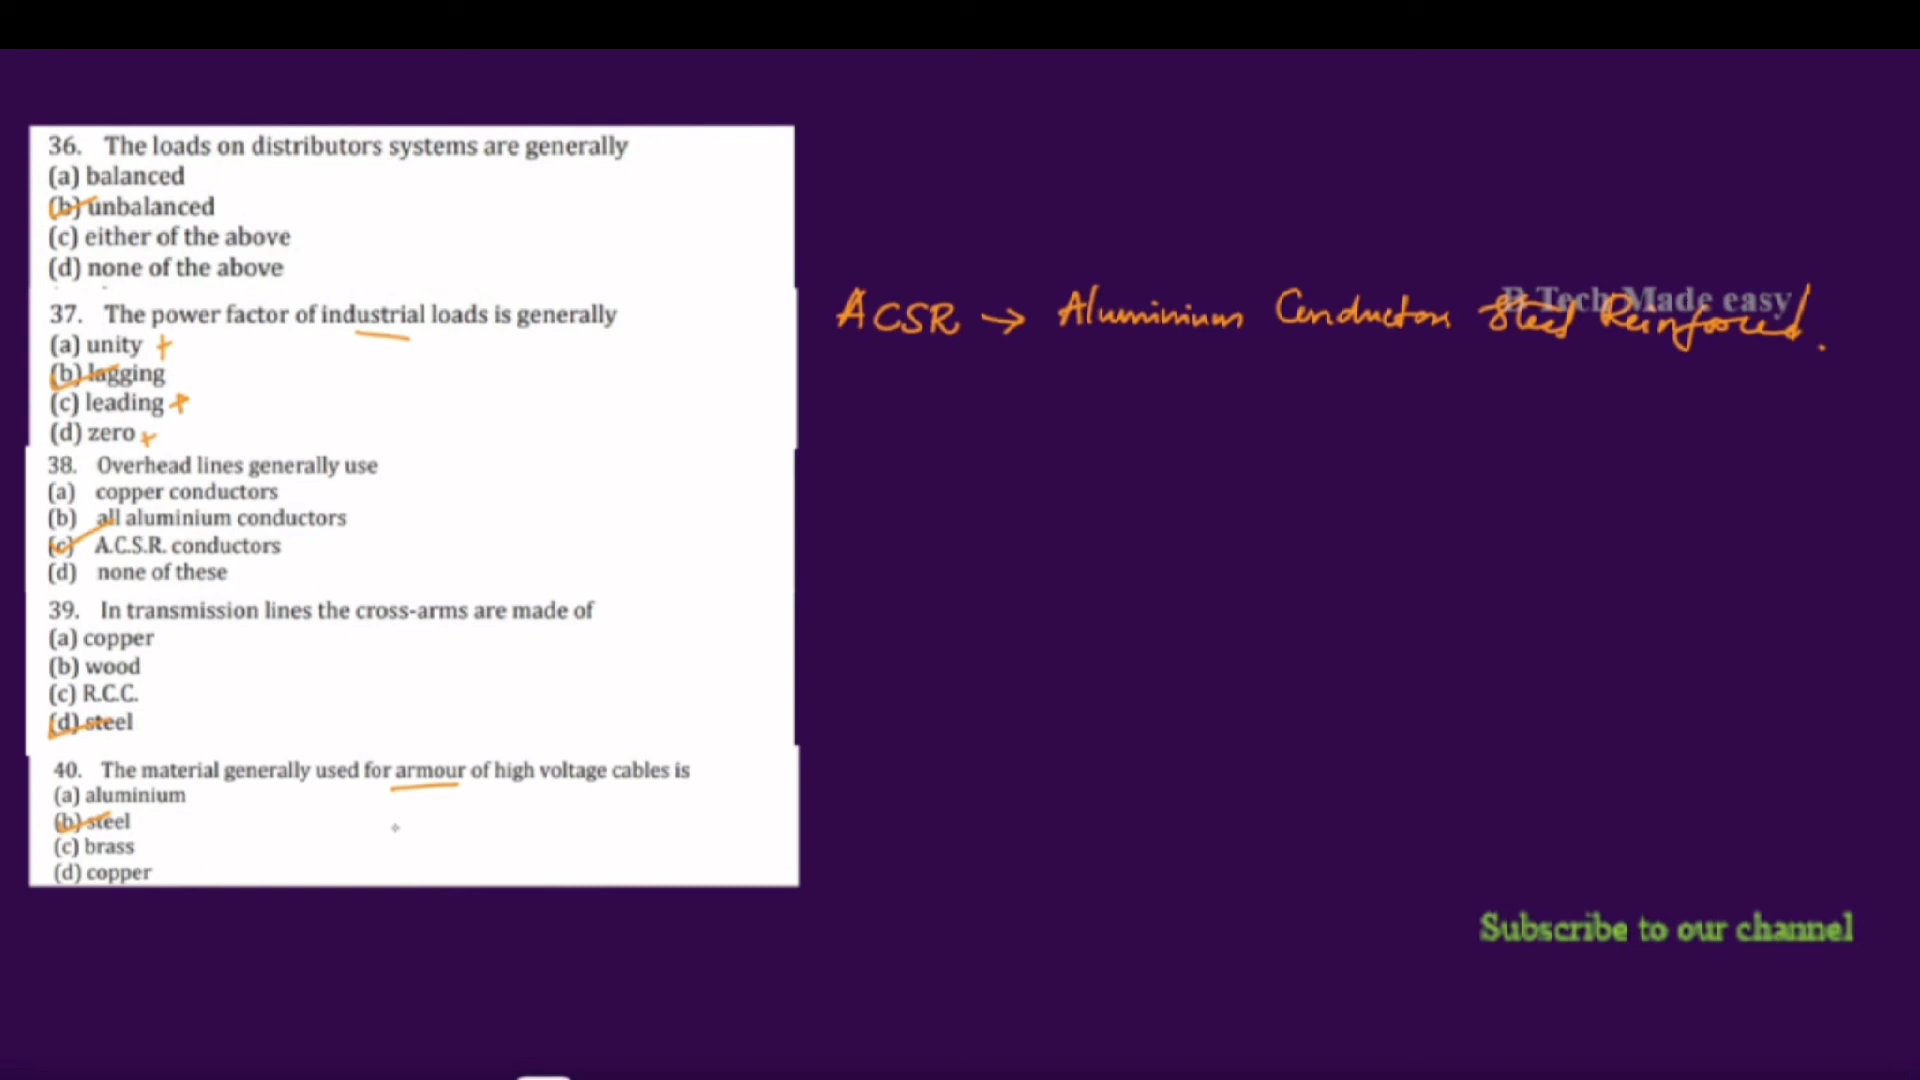 36. The loads on distributors systems are generally
(a) balanced
(b) unbalanced
(c) either of the above
(d) none of the above
37. The power factor of industrial loads is generally
(a) unity
(b) lagging
(c) leading
(d) zero
38. Overhead lines generally use
(a) copper conductors
(b) all aluminium conductors
(c) A.C.S.R. conductors
(d) none of these
39. In transmission lines the cross-arms are made of
(a) copper
(b) wood
(c) R.C.C.
(d) steel
40. The material generally used for armour of high voltage cables is
(a) aluminium
(b) steel
(c) brass
(d) copper
B Tech Made easy
ACSR → Aluminium Conductor Steel Reinforced.
Subscribe to our channel